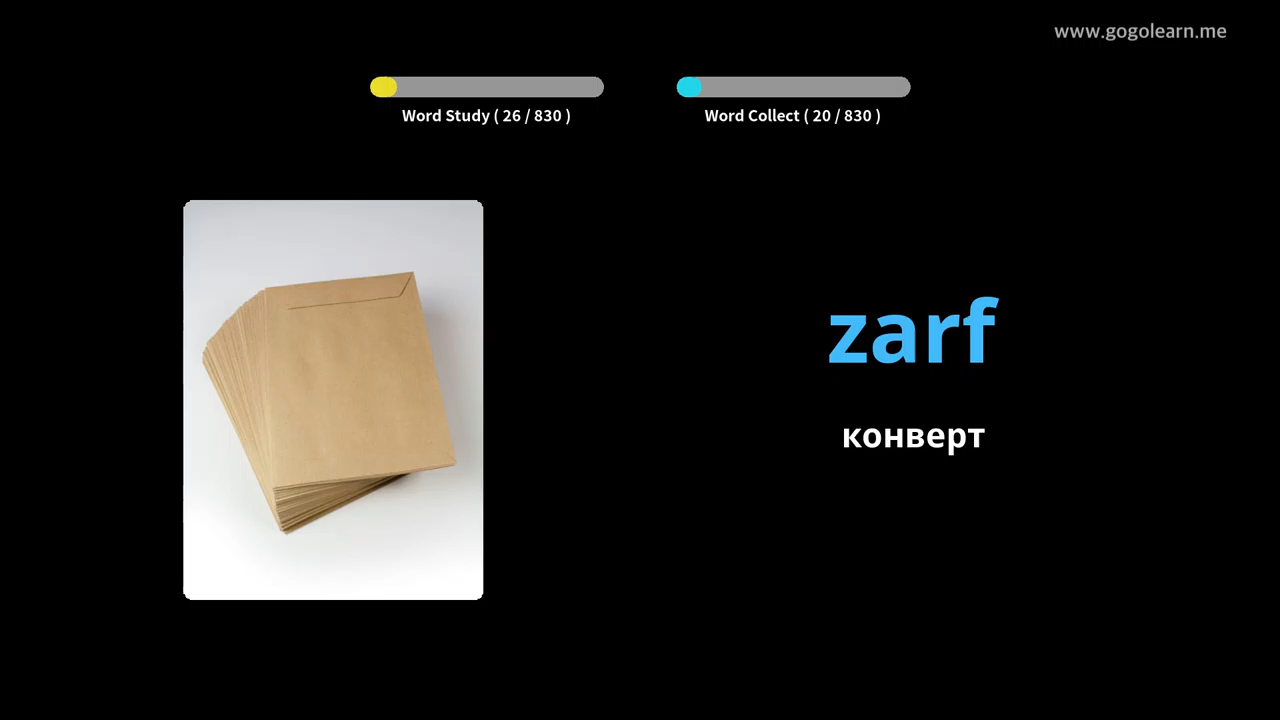 www.gogolearn.me
Word Study ( 26 / 830 )
Word Collect ( 20 / 830 )
zarf
конверт